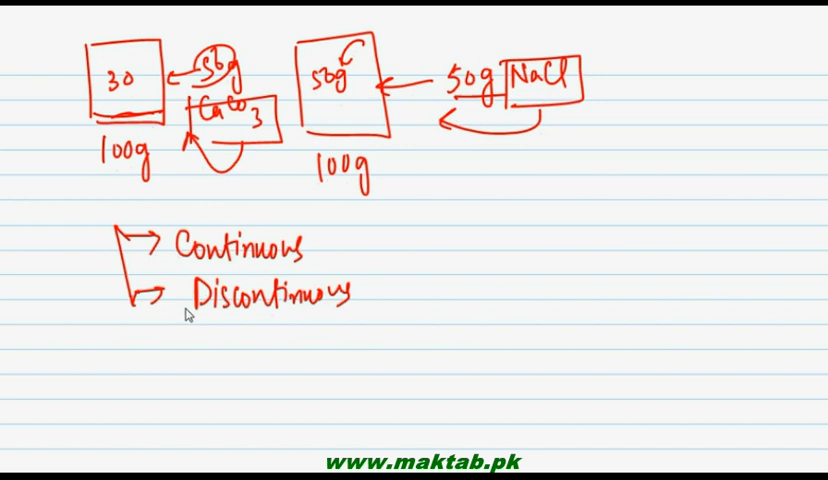 30 50g 50g 50g NaCl
CaCO3
100g 100g
Continuous
Discontinuous
www.maktab.pk